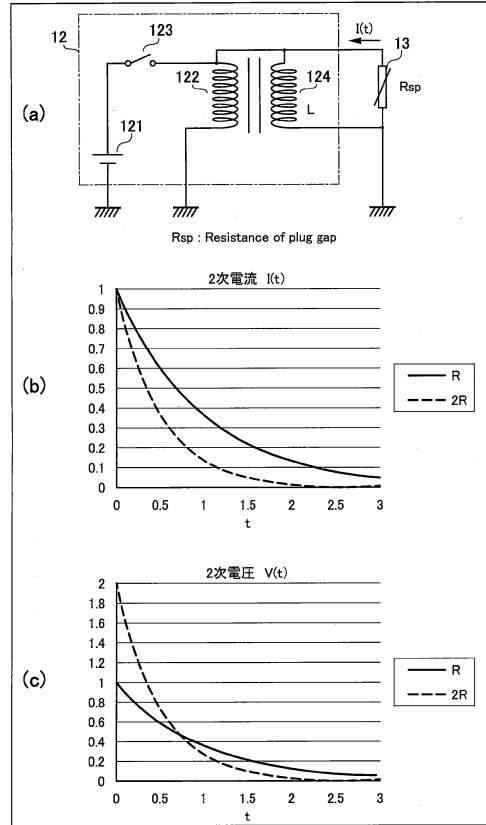 (a)
12
123
I(t)
13
122
124
Rsp
L
121
Rsp : Resistance of plug gap
(b)
2次電流 I(t)
1
0.9
0.8
0.7
0.6
0.5
0.4
0.3
0.2
0.1
0
0 0.5 1 1.5 2 2.5 3
t
R
2R
(c)
2次電圧 V(t)
2
1.8
1.6
1.4
1.2
1
0.8
0.6
0.4
0.2
0
0 0.5 1 1.5 2 2.5 3
t
R
2R